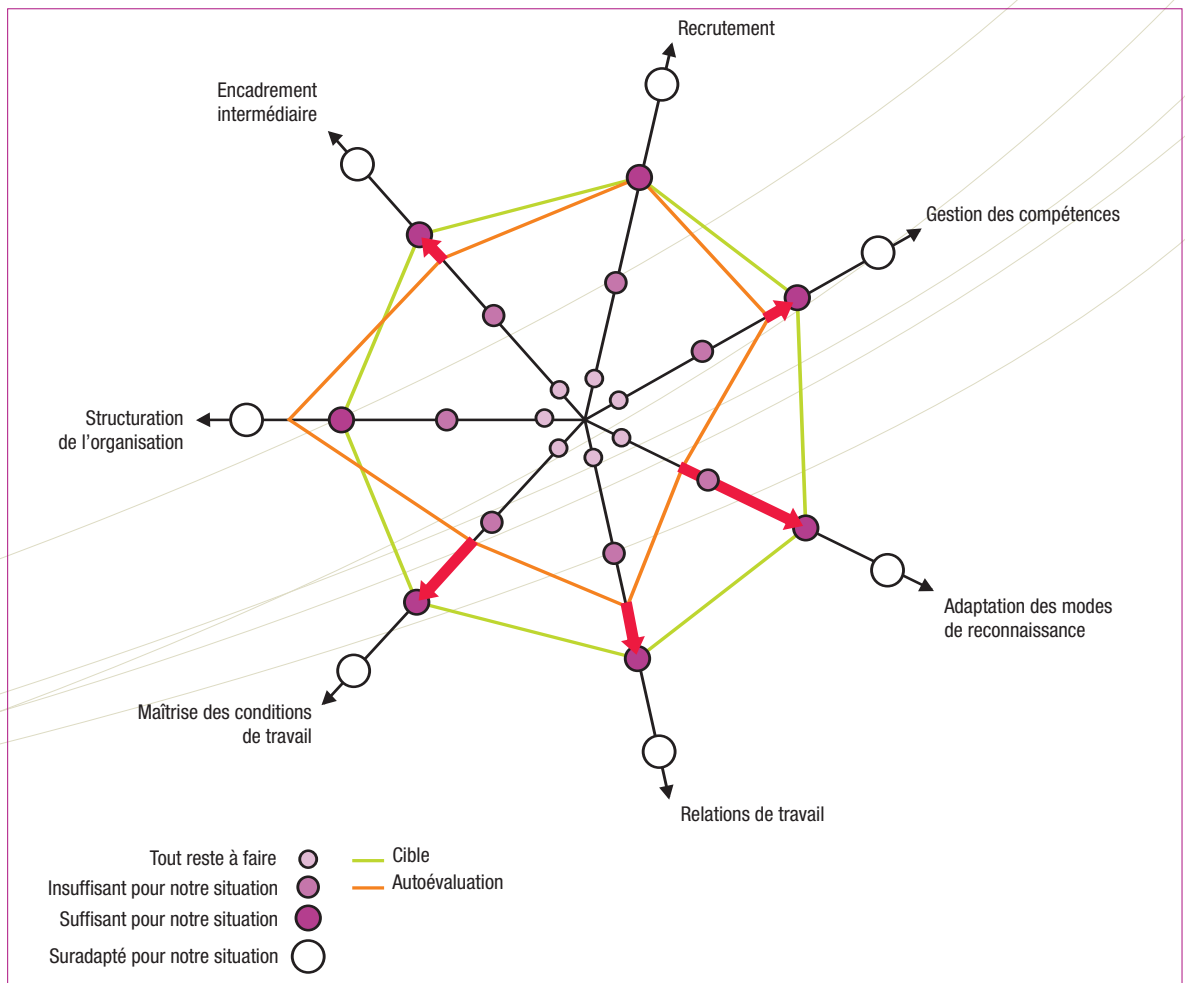 Recrutement
Encadrement
intermédiaire
Gestion des compétences
Structuration
de l'organisation
Adaptation des modes
de reconnaissance
Maîtrise des conditions
de travail
Relations de travail
Tout reste à faire
Cible
Insuffisant pour notre situation
Autoévaluation
Suffisant pour notre situation
Suradapté pour notre situation